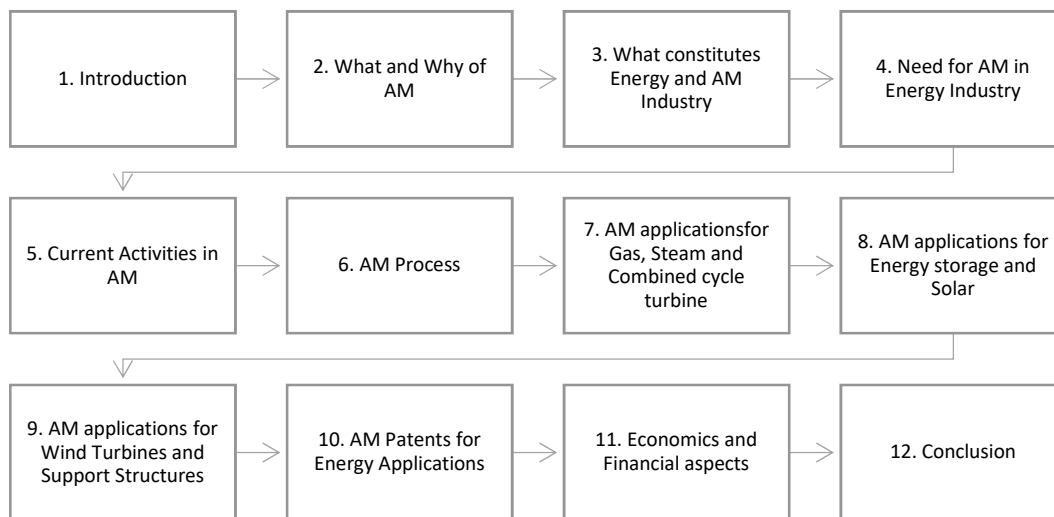 1. Introduction
2. What and Why of
AM
3. What constitutes
Energy and AM
Industry
4. Need for AM in
Energy Industry
5. Current Activities in
AM
6. AM Process
7. AM applicationsfor
Gas, Steam and
Combined cycle
turbine
8. AM applications for
Energy storage and
Solar
9. AM applications for
Wind Turbines and
Support Structures
10. AM Patents for
Energy Applications
11. Economics and
Financial aspects
12. Conclusion